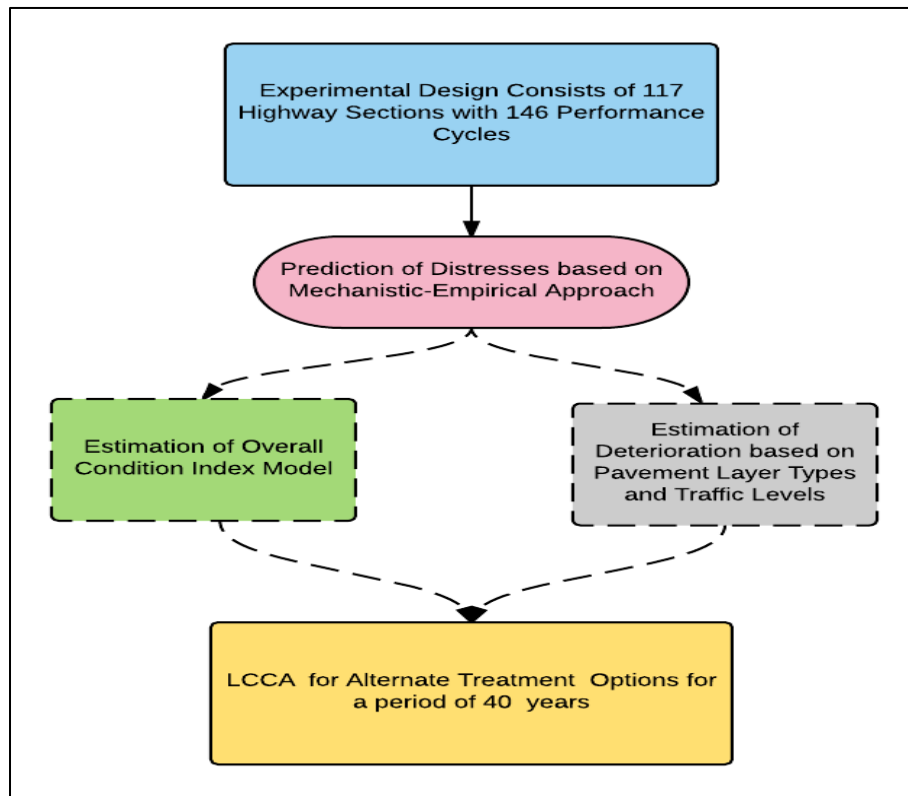 Experimental Design Consists of 117
Highway Sections with 146 Performance
Cycles
Prediction of Distresses based on
Mechanistic-Empirical Approach
Estimation of Overall
Condition Index Model
Estimation of
Deterioration based on
Pavement Layer Types
and Traffic Levels
LCCA for Alternate Treatment Options for
a period of 40 years